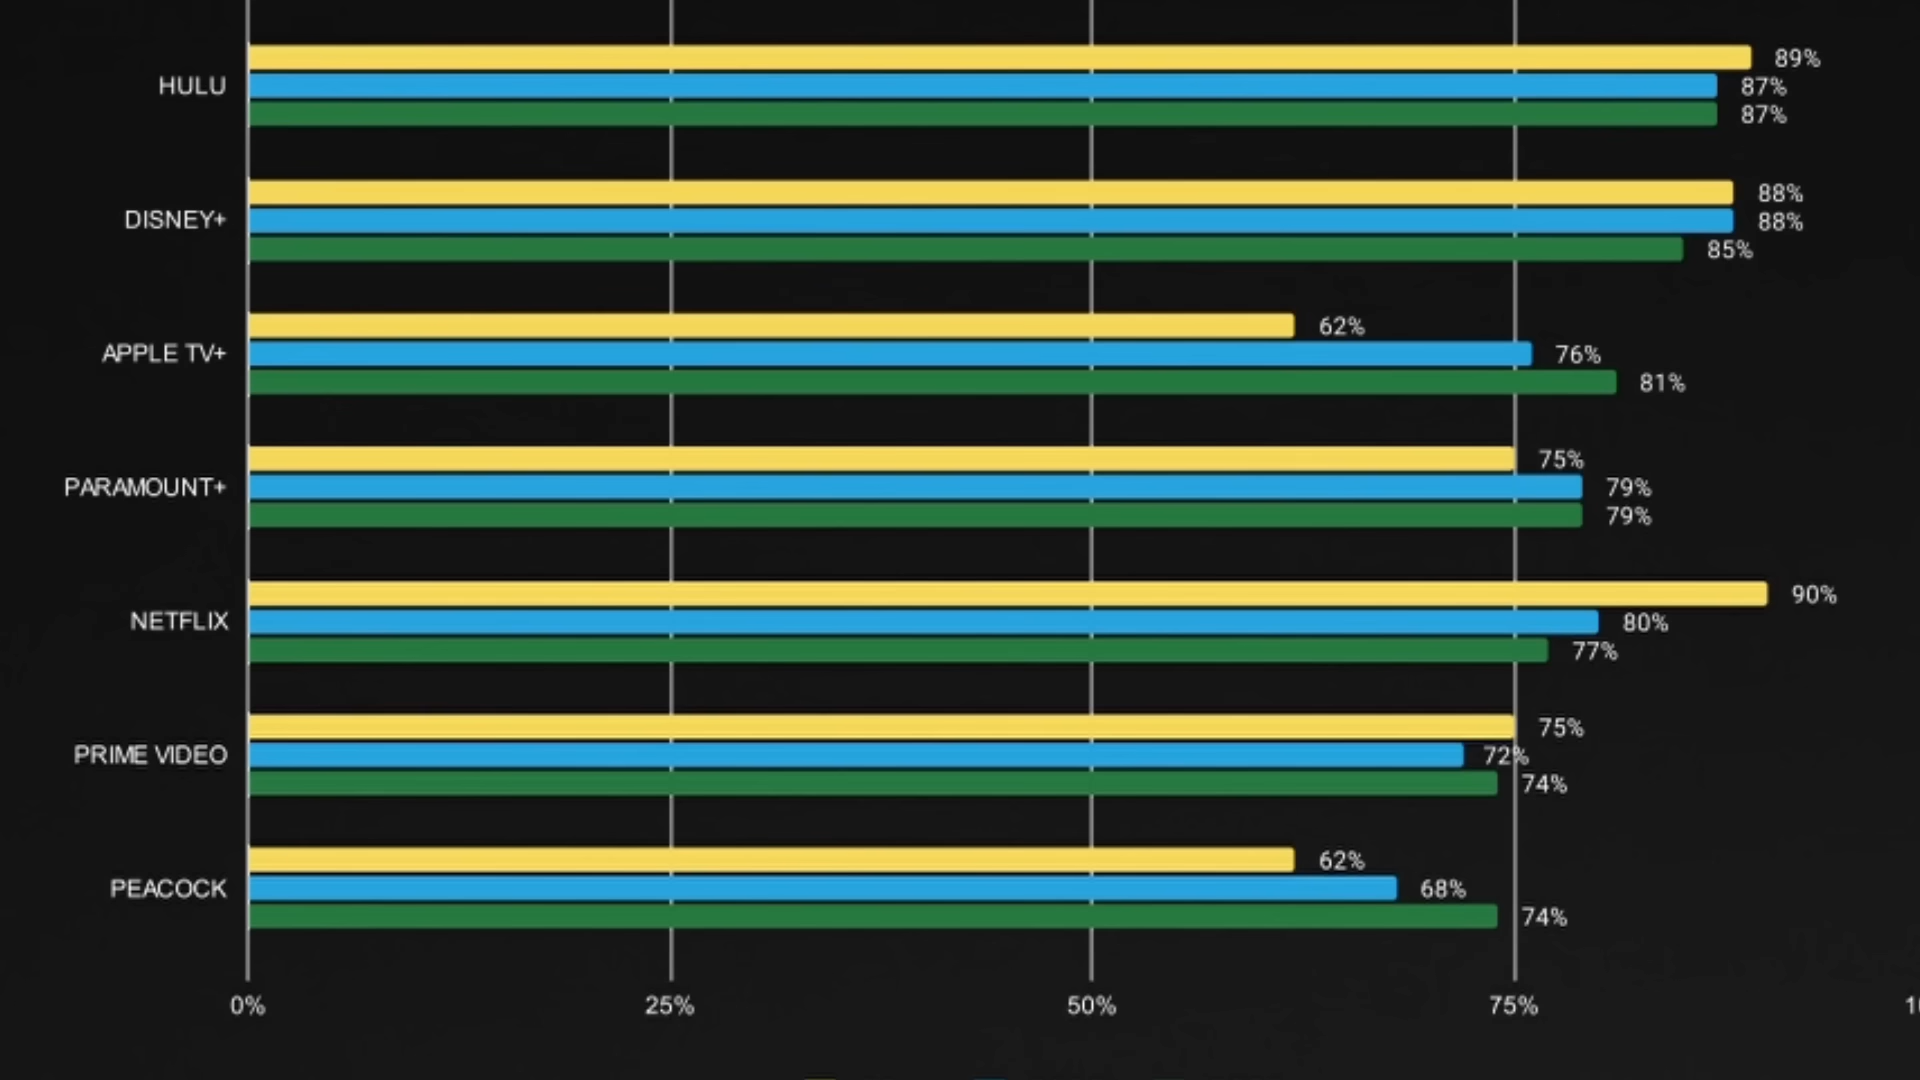 89%
HULU 87%
87%
88%
DISNEY+ 88%
85%
62%
APPLE TV+ 76%
81%
75%
PARAMOUNT+ 79%
79%
90%
NETFLIX 80%
77%
75%
PRIME VIDEO 72%
74%
62%
PEACOCK 68%
74%
0% 25% 50% 75%